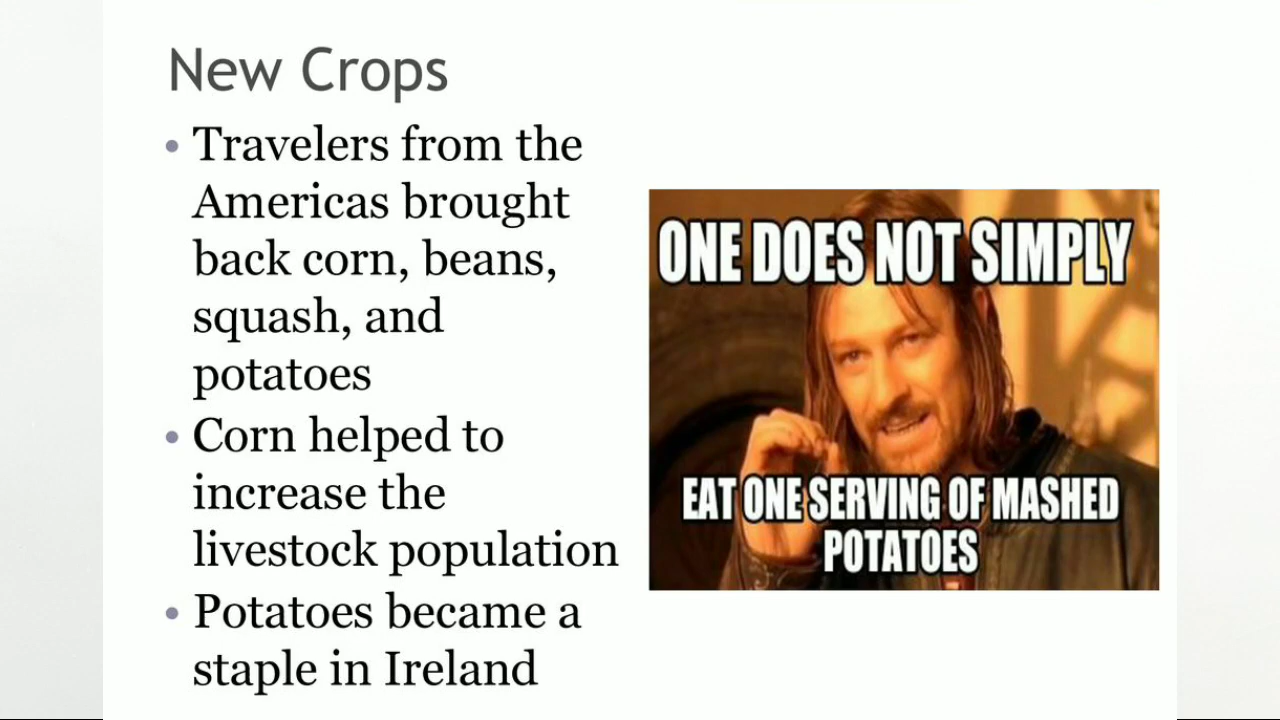 New Crops
• Travelers from the
Americas brought
back corn, beans,
squash, and
potatoes
• Corn helped to
increase the
livestock population
• Potatoes became a
staple in Ireland
ONE DOES NOT SIMPLY
EAT ONE SERVING OF MASHED
POTATOES